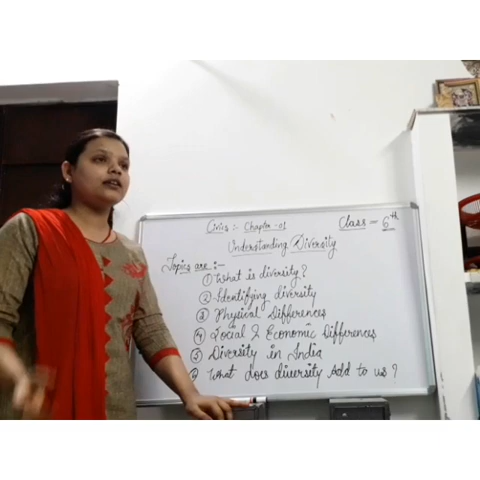 Civics :- Chapter - 01 Class = 6th
Understanding Diversity
Topics are :-
① What is diversity?
② Identifying diversity
③ Physical Differences
④ Social & Economic Differences
⑤ Diversity in India
⑥ What does diversity Add to us ?